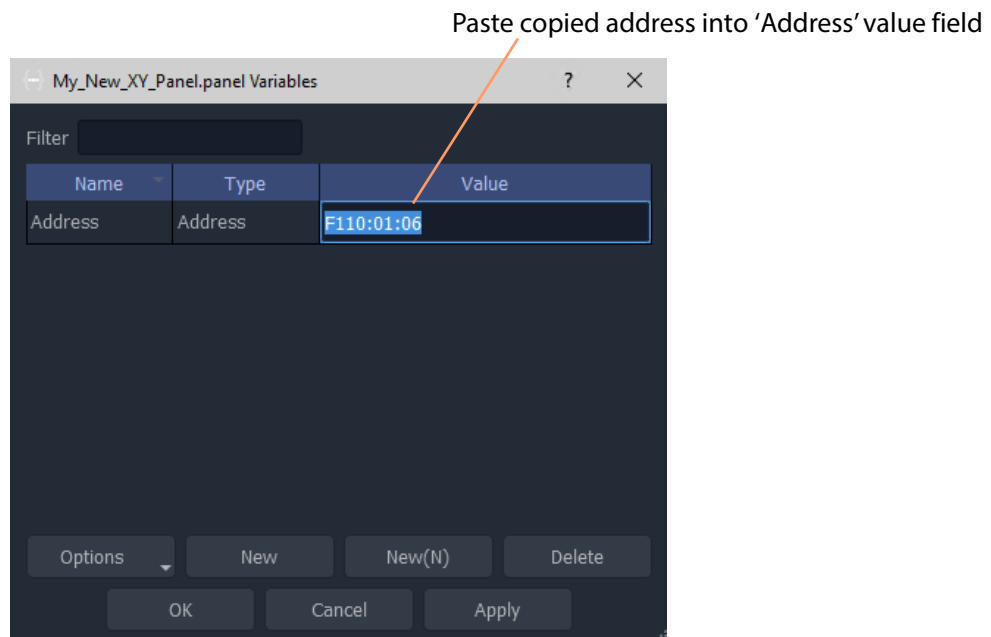 Paste copied address into ‘Address’ value field
My_New_XY_Panel.panel Variables ?
Filter
Name Type Value
Address Address F110:01:06
Options New New(N) Delete
OK Cancel Apply